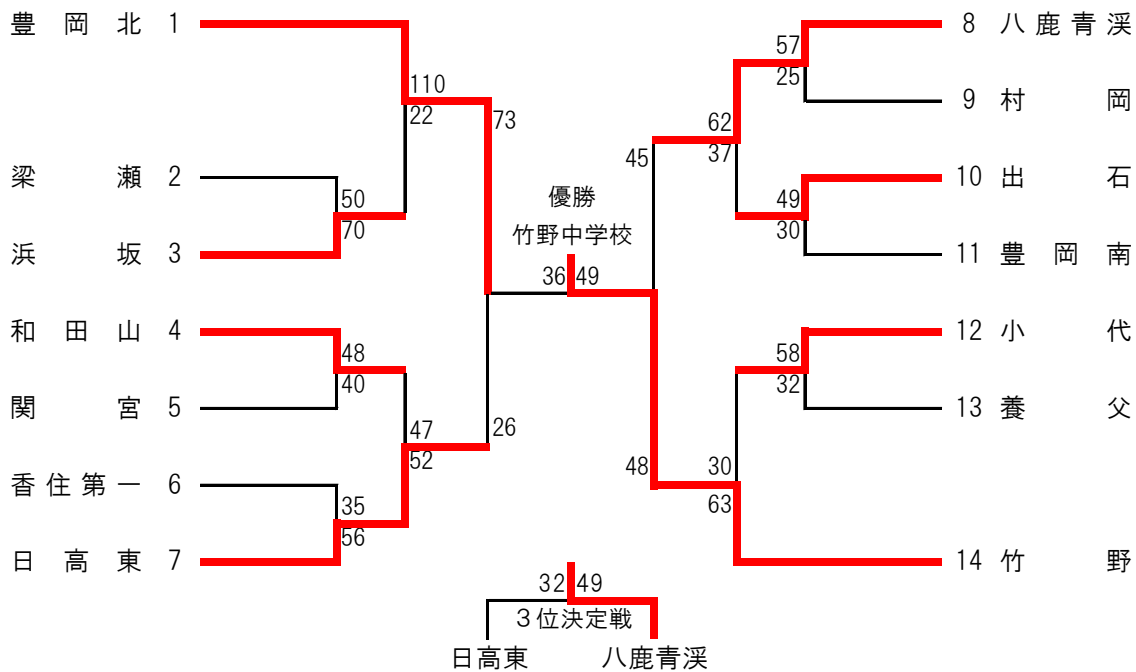 豊岡北 1
110
22
梁瀬 2
50
70
浜坂 3
73
和田山 4
48
40
関宮 5
47
52
香住第一 6
35
56
日高東 7
26
優勝
竹野中学校
36 49
8 八鹿青渓
57
25
9 村岡
62
37
10 出石
49
30
11 豊岡南
45
12 小代
58
32
13 養父
30
63
14 竹野
48
32 49
３位決定戦
日高東 八鹿青渓